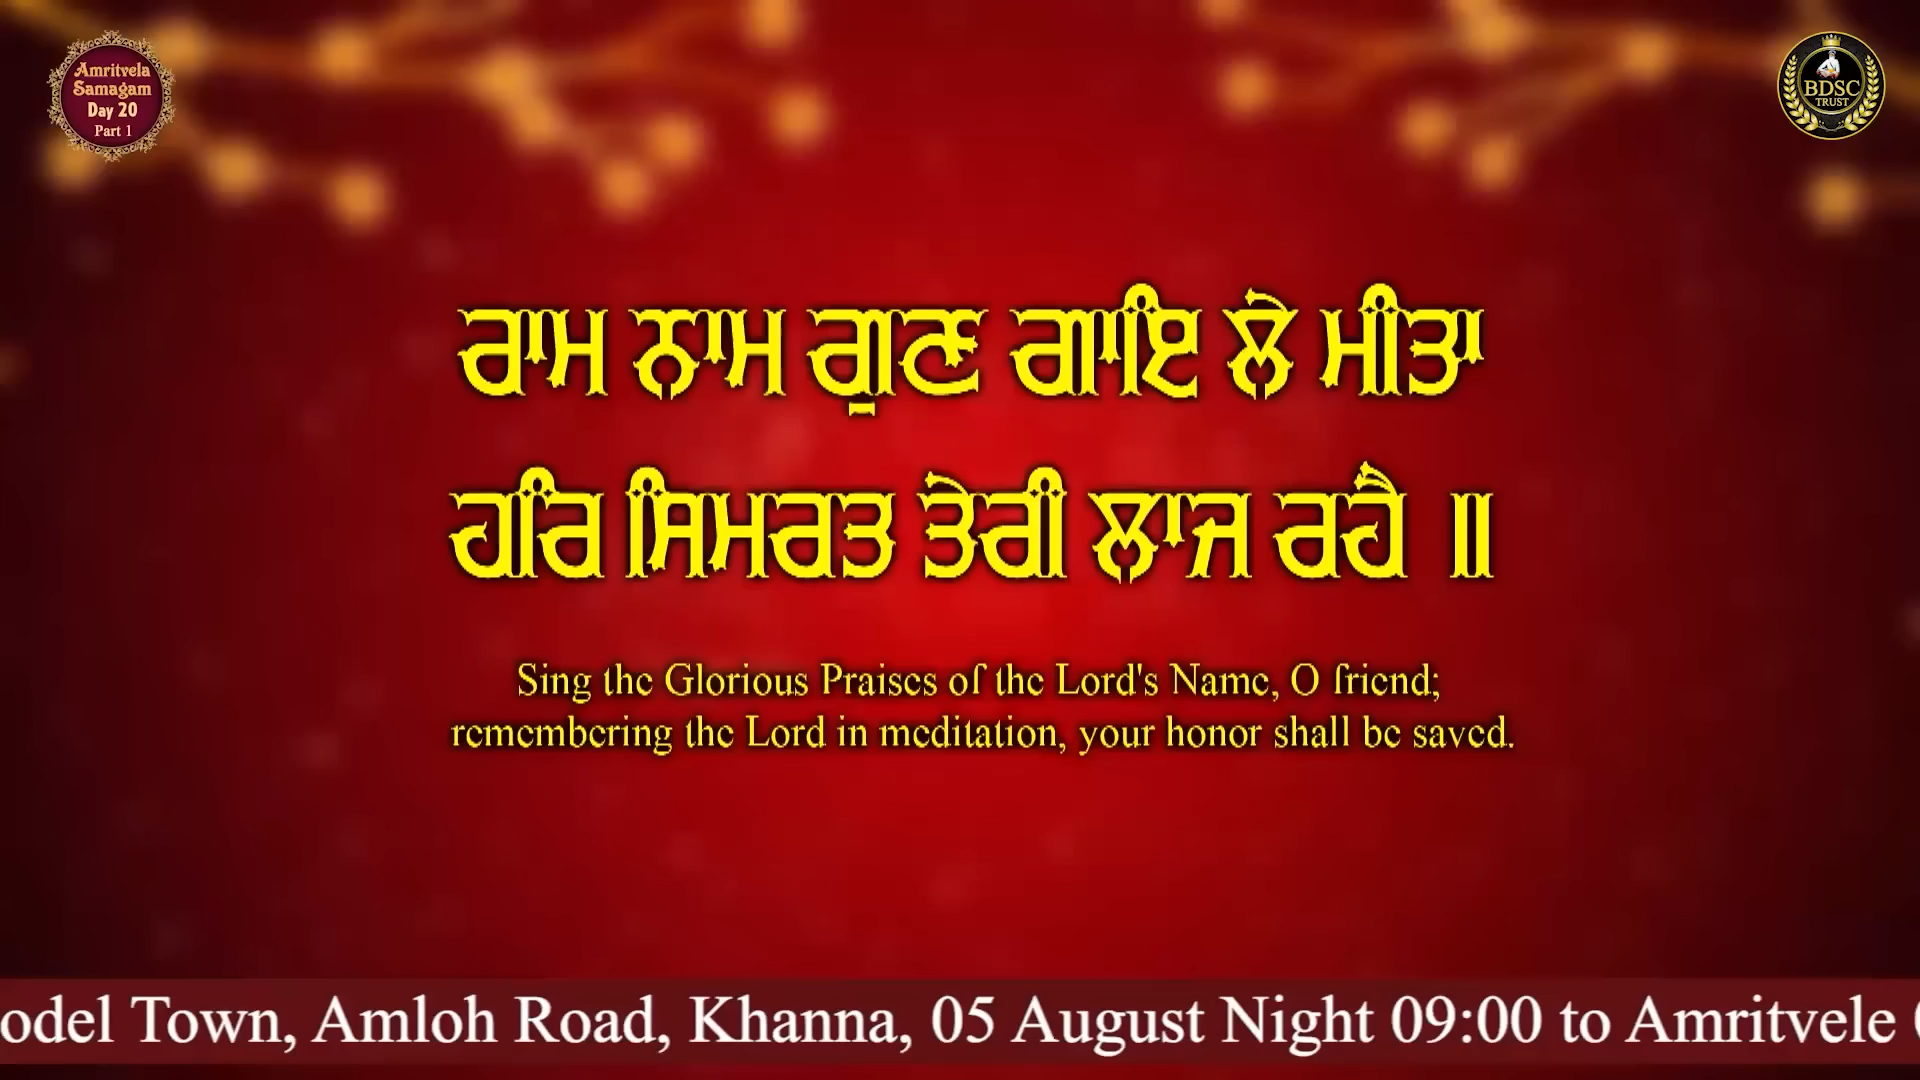 Amritvela
Samagam
Day 20
Part 1
BDSC
TRUST
ਰਾਮ ਨਾਮ ਗੁਣ ਗਾਇ ਲੇ ਮੀਤਾ
ਹਰਿ ਸਿਮਰਤ ਤੇਰੀ ਲਾਜ ਰਹੈ ॥
Sing the Glorious Praises of the Lord's Name, O friend;
remembering the Lord in meditation, your honor shall be saved.
odel Town, Amloh Road, Khanna, 05 August Night 09:00 to Amritvele